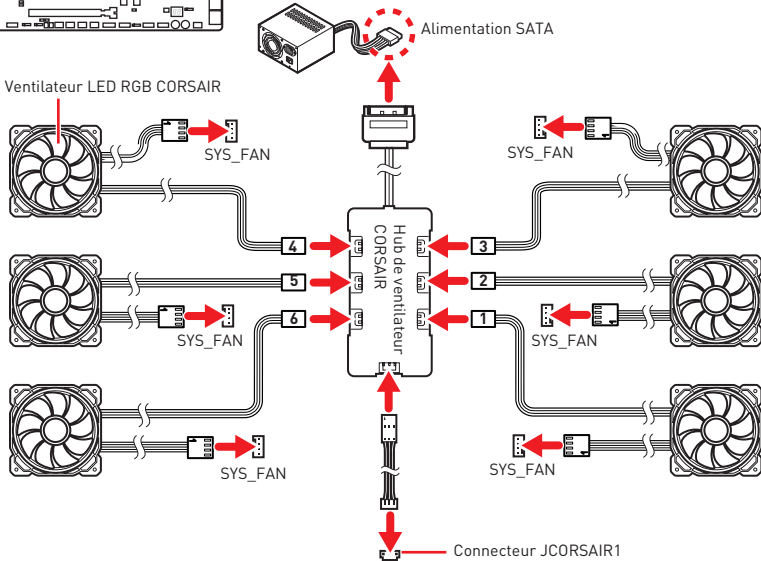 Alimentation SATA
Ventilateur LED RGB CORSAIR
SYS_FAN
SYS_FAN
4
3
Hub de ventilateur
CORSAIR
5
2
SYS_FAN
SYS_FAN
6
1
SYS_FAN
SYS_FAN
Connecteur JCORSAIR1